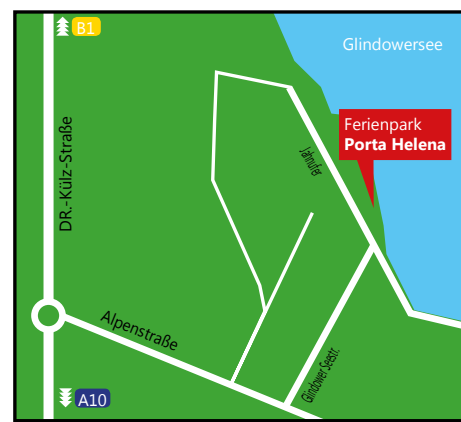 B1
Glindowersee
Ferienpark
Porta Helena
DR.-Külz-Straße
Jahnufer
Alpenstraße
Glindower Seestr.
A10